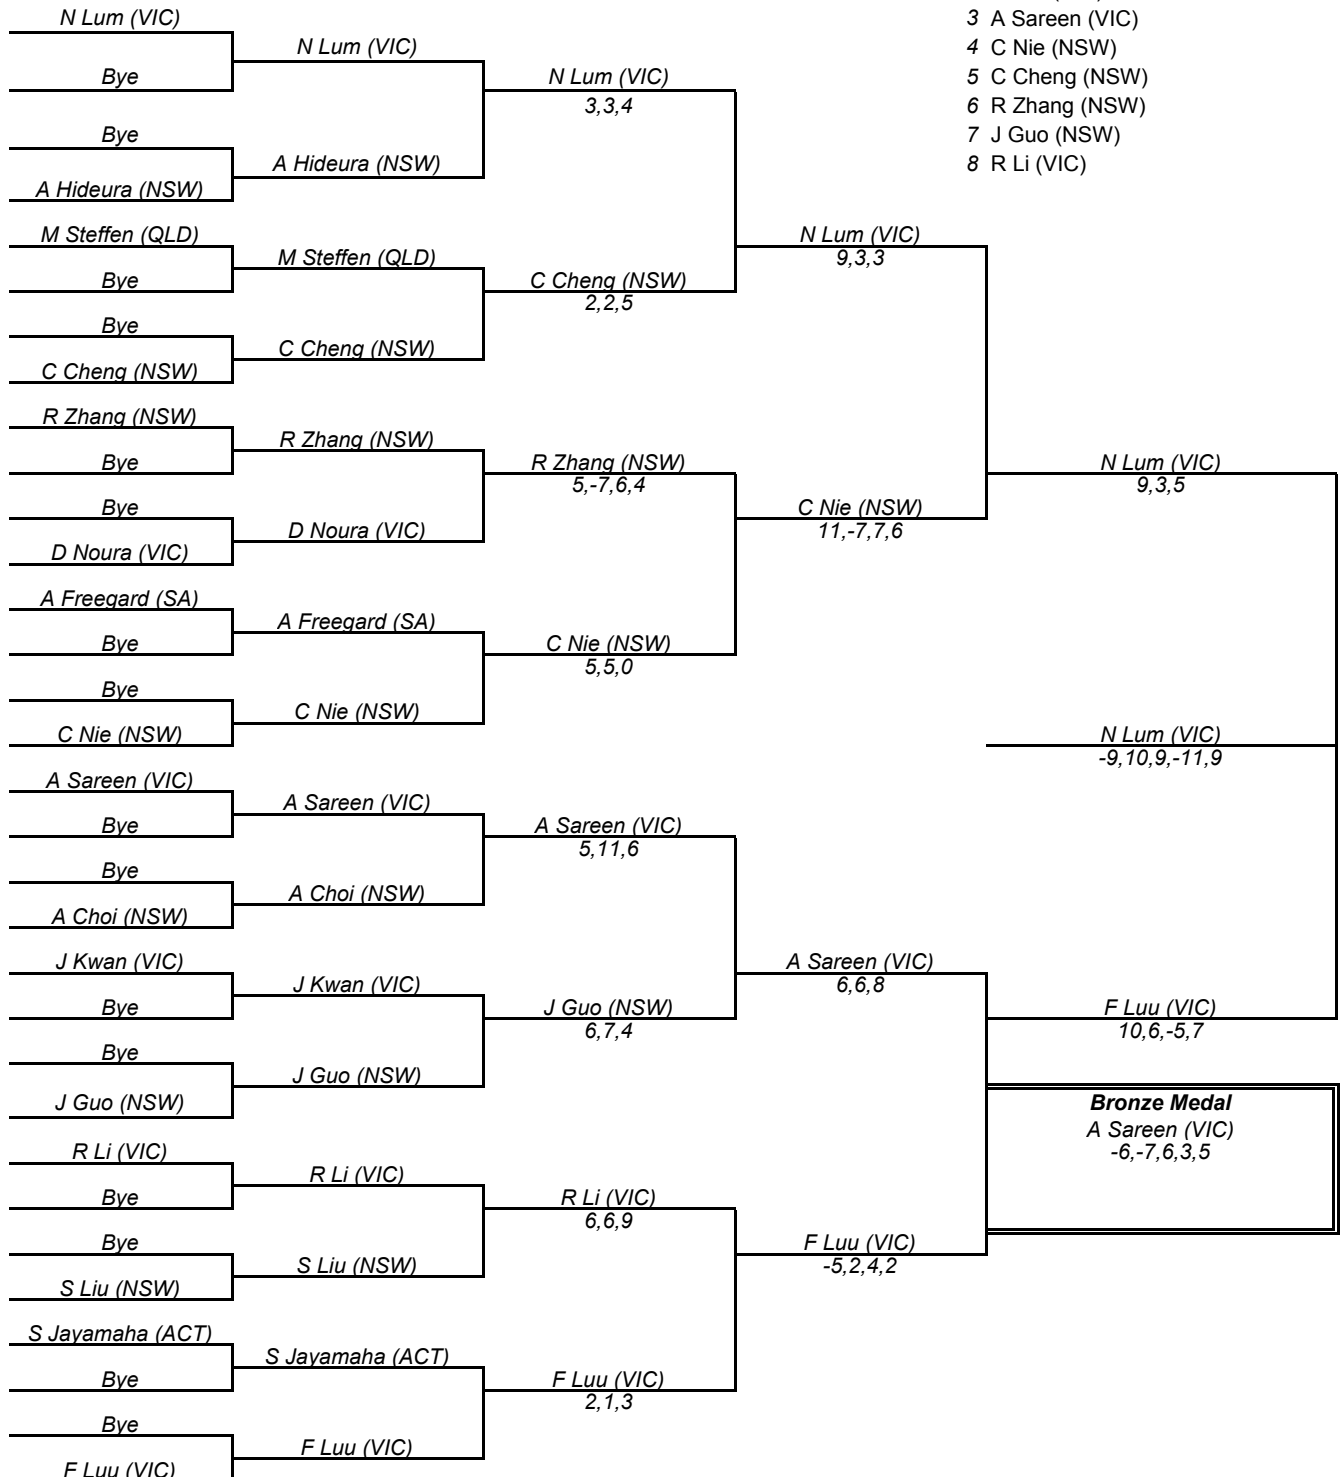 N Lum (VIC)
Bye
Bye
A Hideura (NSW)
M Steffen (QLD)
Bye
Bye
C Cheng (NSW)
R Zhang (NSW)
Bye
Bye
D Noura (VIC)
A Freegard (SA)
Bye
Bye
C Nie (NSW)
A Sareen (VIC)
Bye
Bye
A Choi (NSW)
J Kwan (VIC)
Bye
Bye
J Guo (NSW)
R Li (VIC)
Bye
Bye
S Liu (NSW)
S Jayamaha (ACT)
Bye
Bye
F Luu (VIC)
N Lum (VIC)
A Hideura (NSW)
M Steffen (QLD)
C Cheng (NSW)
R Zhang (NSW)
D Noura (VIC)
A Freegard (SA)
C Nie (NSW)
A Sareen (VIC)
A Choi (NSW)
J Kwan (VIC)
J Guo (NSW)
R Li (VIC)
S Liu (NSW)
S Jayamaha (ACT)
F Luu (VIC)
N Lum (VIC)
3,3,4
C Cheng (NSW)
2,2,5
R Zhang (NSW)
5,-7,6,4
C Nie (NSW)
5,5,0
A Sareen (VIC)
5,11,6
J Guo (NSW)
6,7,4
R Li (VIC)
6,6,9
F Luu (VIC)
2,1,3
N Lum (VIC)
9,3,3
C Nie (NSW)
11,-7,7,6
A Sareen (VIC)
6,6,8
F Luu (VIC)
-5,2,4,2
3 A Sareen (VIC)
4 C Nie (NSW)
5 C Cheng (NSW)
6 R Zhang (NSW)
7 J Guo (NSW)
8 R Li (VIC)
N Lum (VIC)
9,3,5
N Lum (VIC)
-9,10,9,-11,9
F Luu (VIC)
10,6,-5,7
Bronze Medal
A Sareen (VIC)
-6,-7,6,3,5